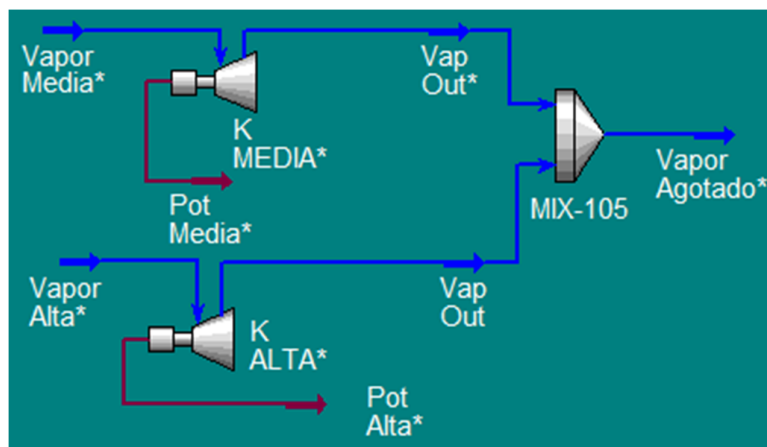 Vapor
Media*
K
MEDIA*
Pot
Media*
Vap
Out*
MIX-105
Vapor
Agotado*
Vapor
Alta*
K
ALTA*
Pot
Alta*
Vap
Out